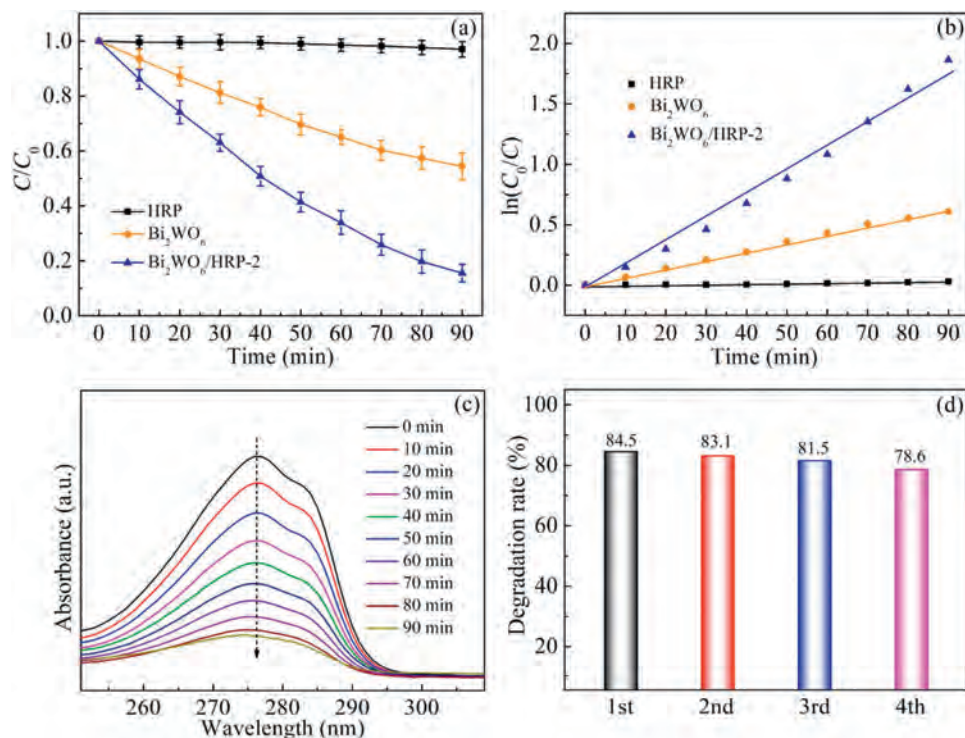 (a)
1.0
0.8
0.6
0.4
0.2
0.0
C/C₀
HRP
Bi₂WO₆
Bi₂WO₆/HRP-2
0 10 20 30 40 50 60 70 80 90
Time (min)
(b)
2.0
1.5
1.0
0.5
0.0
ln(C₀/C)
HRP
Bi₂WO₆
Bi₂WO₆/HRP-2
0 10 20 30 40 50 60 70 80 90
Time (min)
(c)
Absorbance (a.u.)
0 min
10 min
20 min
30 min
40 min
50 min
60 min
70 min
80 min
90 min
260 270 280 290 300
Wavelength (nm)
(d)
100
80
60
40
20
Degradation rate (%)
84.5 83.1 81.5 78.6
1st 2nd 3rd 4th